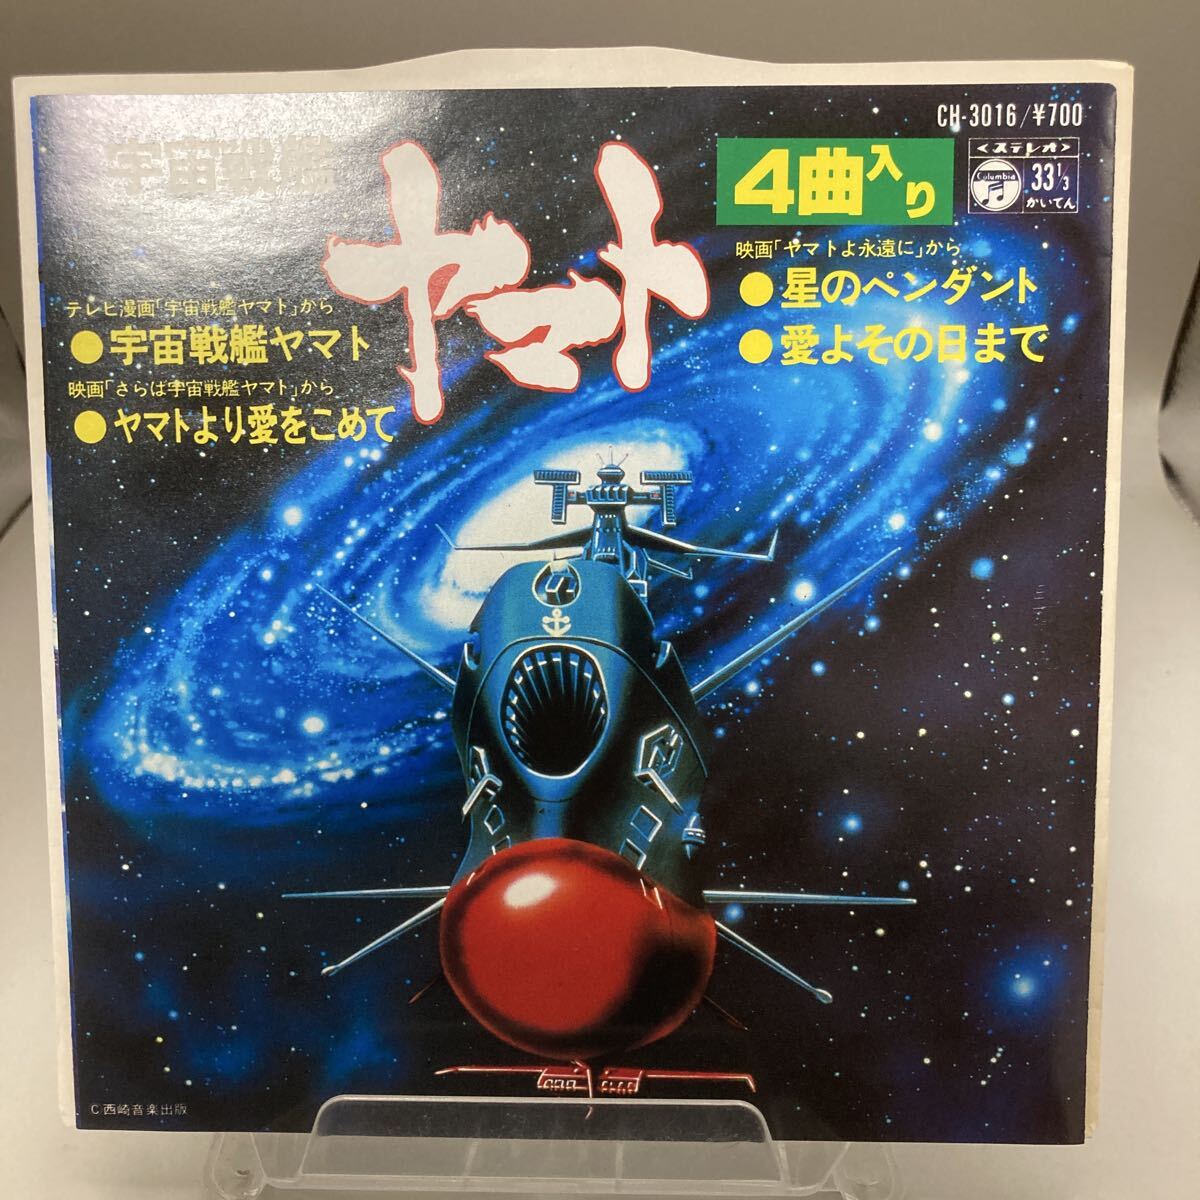 CH-3016/¥700
宇宙戦艦
ヤマト
4曲入り
<ステレオ>
Columbia
33 1/3
かいてん
テレビ漫画「宇宙戦艦ヤマト」から
●宇宙戦艦ヤマト
映画「さらば宇宙戦艦ヤマト」から
●ヤマトより愛をこめて
映画「ヤマトよ永遠に」から
●星のペンダント
●愛よその日まで
C西崎音楽出版